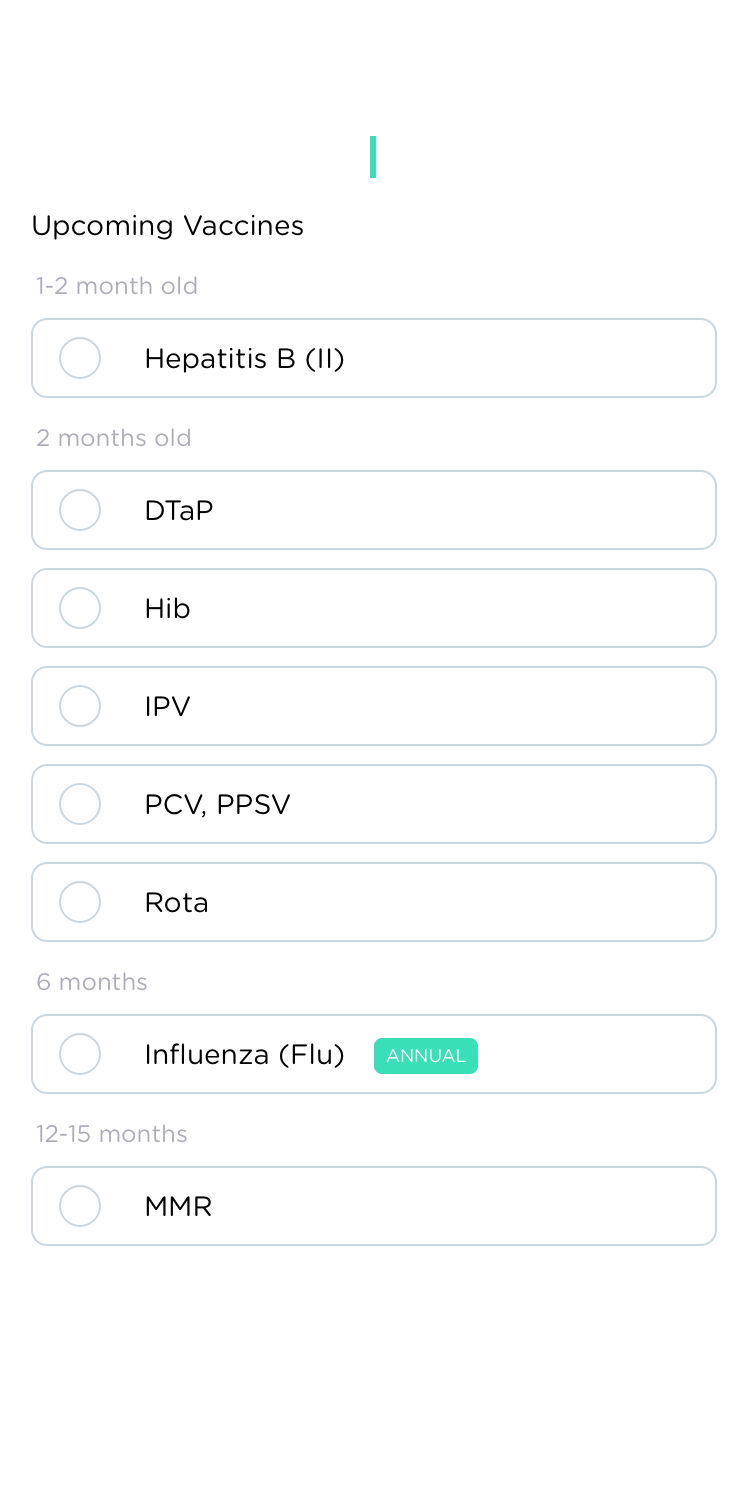 Upcoming Vaccines
1-2 month old
Hepatitis B (II)
2 months old
DTaP
Hib
IPV
PCV, PPSV
Rota
6 months
Influenza (Flu) ANNUAL
12-15 months
MMR